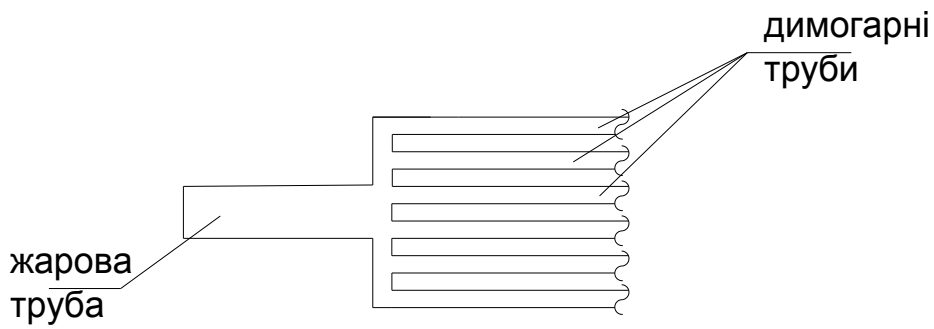 димогарні
труби
жарова
труба